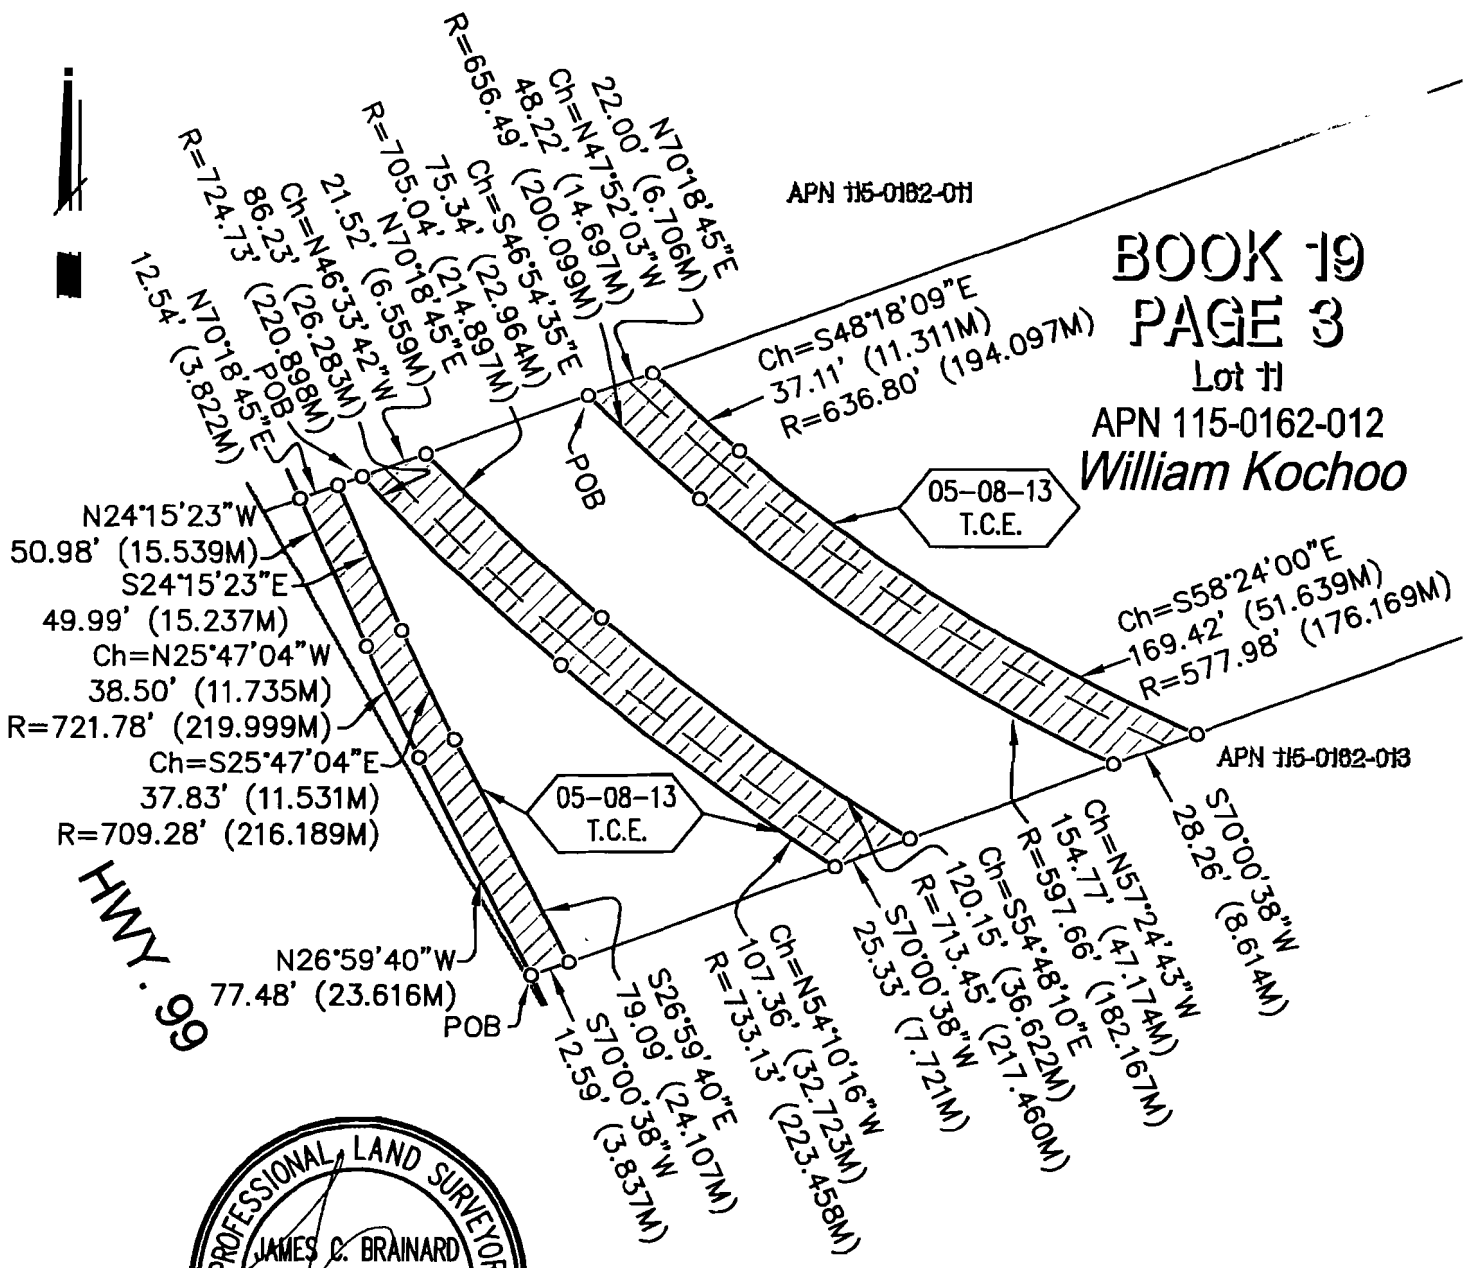 R=656.49' (200.099M)
48.22' (14.697M)
Ch=N47°52'03"W
22.00' (6.706M)
N70°18'45"E
R=705.04' (214.897M)
75.34' (22.964M)
Ch=S46°54'35"E
R=724.73' (220.898M)
86.23' (26.283M)
Ch=N46°33'42"W
21.52' (6.559M)
N70°18'45"E
12.54' (3.822M)
N70°18'45"E
POB
APN 115-0162-011
BOOK 19
PAGE 3
Lot 11
APN 115-0162-012
William Kochoo
Ch=S48°18'09"E
37.11' (11.311M)
R=636.80' (194.097M)
POB
05-08-13
T.C.E.
N24°15'23"W
50.98' (15.539M)
S24°15'23"E
49.99' (15.237M)
Ch=N25°47'04"W
38.50' (11.735M)
R=721.78' (219.999M)
Ch=S25°47'04"E
37.83' (11.531M)
R=709.28' (216.189M)
Ch=S58°24'00"E
169.42' (51.639M)
R=577.98' (176.169M)
APN 115-0162-013
05-08-13
T.C.E.
HWY. 99
N26°59'40"W
77.48' (23.616M)
POB
S70°00'38"W
28.26' (8.614M)
Ch=N57°24'43"W
154.77' (47.174M)
R=597.66' (182.167M)
Ch=S54°48'10"E
120.15' (36.622M)
R=713.45' (217.460M)
S70°00'38"W
25.33' (7.721M)
Ch=N54°10'16"W
107.36' (32.723M)
R=733.13' (223.458M)
S26°59'40"E
79.09' (24.107M)
S70°00'38"W
12.59' (3.837M)
PROFESSIONAL LAND SURVEYOR
JAMES C. BRAINARD